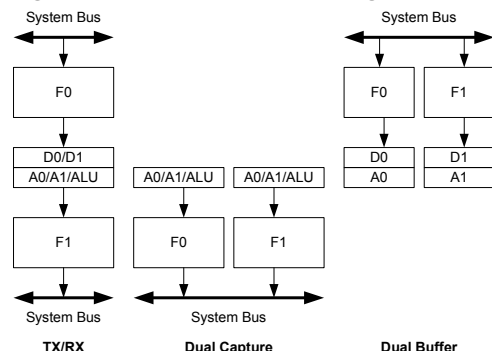 System Bus
F0
D0/D1
A0/A1/ALU
F1
System Bus
TX/RX
A0/A1/ALU A0/A1/ALU
F0 F1
System Bus
Dual Capture
System Bus
F0 F1
D0 D1
A0 A1
Dual Buffer